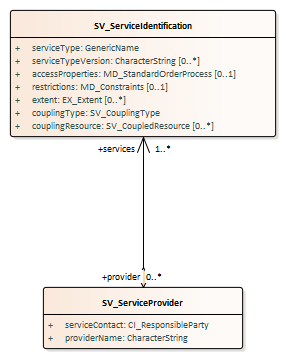 SV_ServiceIdentification
+ serviceType: GenericName
+ serviceTypeVersion: CharacterString [0..*]
+ accessProperties: MD_StandardOrderProcess [0..1]
+ restrictions: MD_Constraints [0..1]
+ extent: EX_Extent [0..*]
+ couplingType: SV_CouplingType
+ couplingResource: SV_CoupledResource [0..*]
+services 1..*
+provider 0..*
SV_ServiceProvider
+ serviceContact: CI_ResponsibleParty
+ providerName: CharacterString